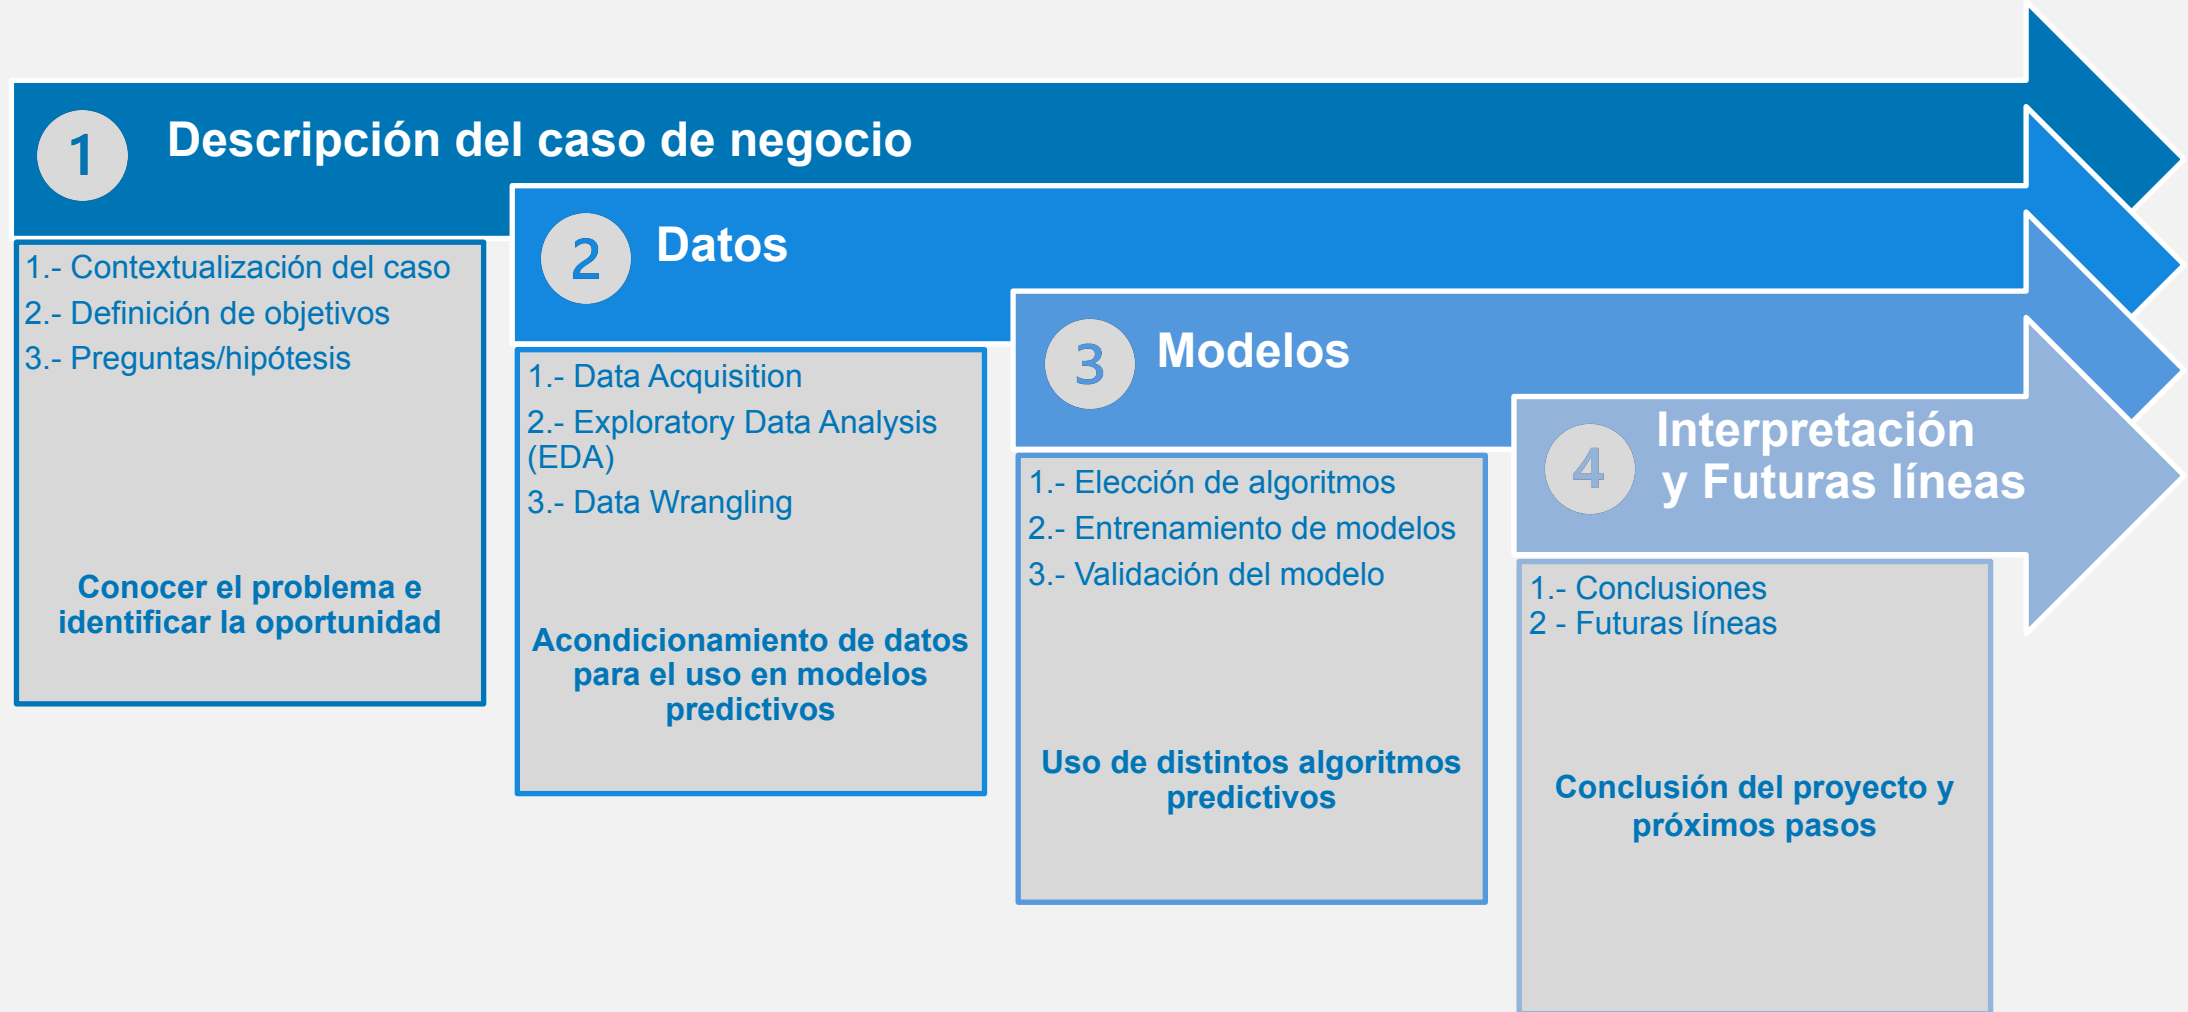 1
Descripción del caso de negocio
1.- Contextualización del caso
2.- Definición de objetivos
3.- Preguntas/hipótesis
Conocer el problema e
identificar la oportunidad
2
Datos
1.- Data Acquisition
2.- Exploratory Data Analysis
(EDA)
3.- Data Wrangling
Acondicionamiento de datos
para el uso en modelos
predictivos
3
Modelos
1.- Elección de algoritmos
2.- Entrenamiento de modelos
3.- Validación del modelo
Uso de distintos algoritmos
predictivos
4
Interpretación
y Futuras líneas
1.- Conclusiones
2 - Futuras líneas
Conclusión del proyecto y
próximos pasos